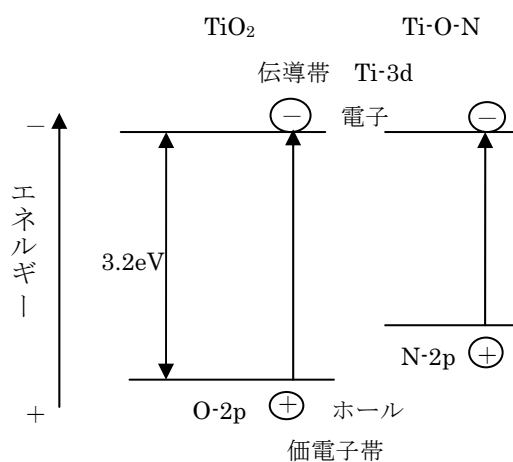 TiO₂
Ti-O-N
伝導帯 Ti-3d
− 電子 −
−
エネルギー
3.2eV
N-2p +
+
O-2p + ホール
価電子帯